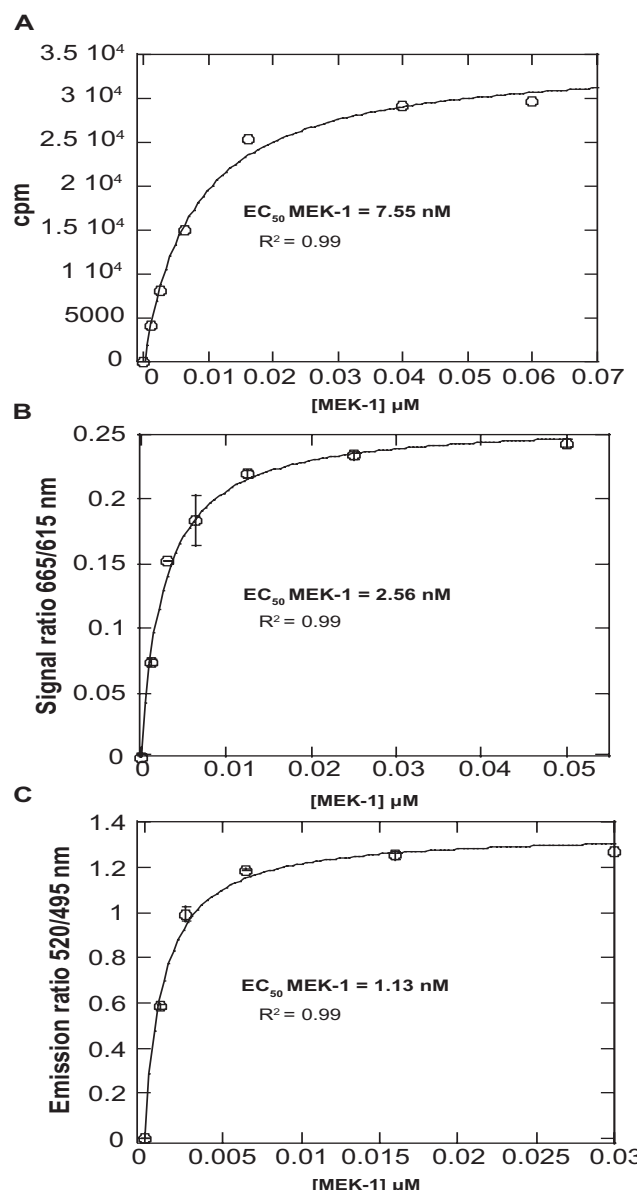 A
3.5 10⁴
3 10⁴
2.5 10⁴
2 10⁴
1.5 10⁴
1 10⁴
5000
0
cpm
EC₅₀ MEK-1 = 7.55 nM
R² = 0.99
0 0.01 0.02 0.03 0.04 0.05 0.06 0.07
[MEK-1] µM
B
0.25
0.2
0.15
0.1
0.05
0
Signal ratio 665/615 nm
EC₅₀ MEK-1 = 2.56 nM
R² = 0.99
0 0.01 0.02 0.03 0.04 0.05
[MEK-1] µM
C
1.4
1.2
1
0.8
0.6
0.4
0.2
0
Emission ratio 520/495 nm
EC₅₀ MEK-1 = 1.13 nM
R² = 0.99
0 0.005 0.01 0.015 0.02 0.025 0.03
[MEK-1] µM